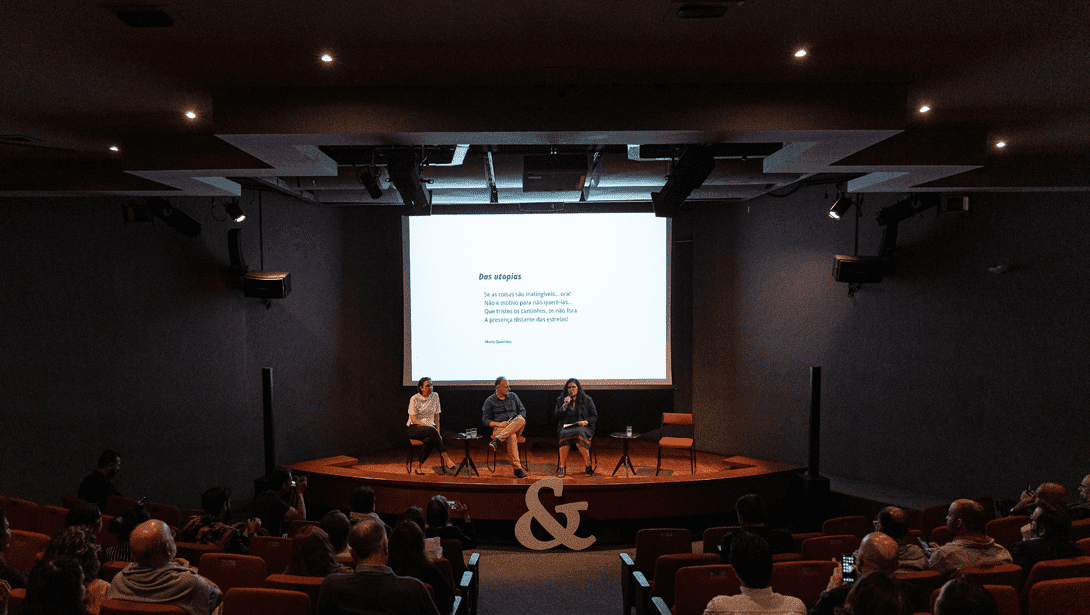 Das utopias
Se as coisas são inatingíveis... ora!
Não é motivo para não querê-las...
Que tristes os caminhos, se não fora
A presença distante das estrelas!
Mario Quintana
&